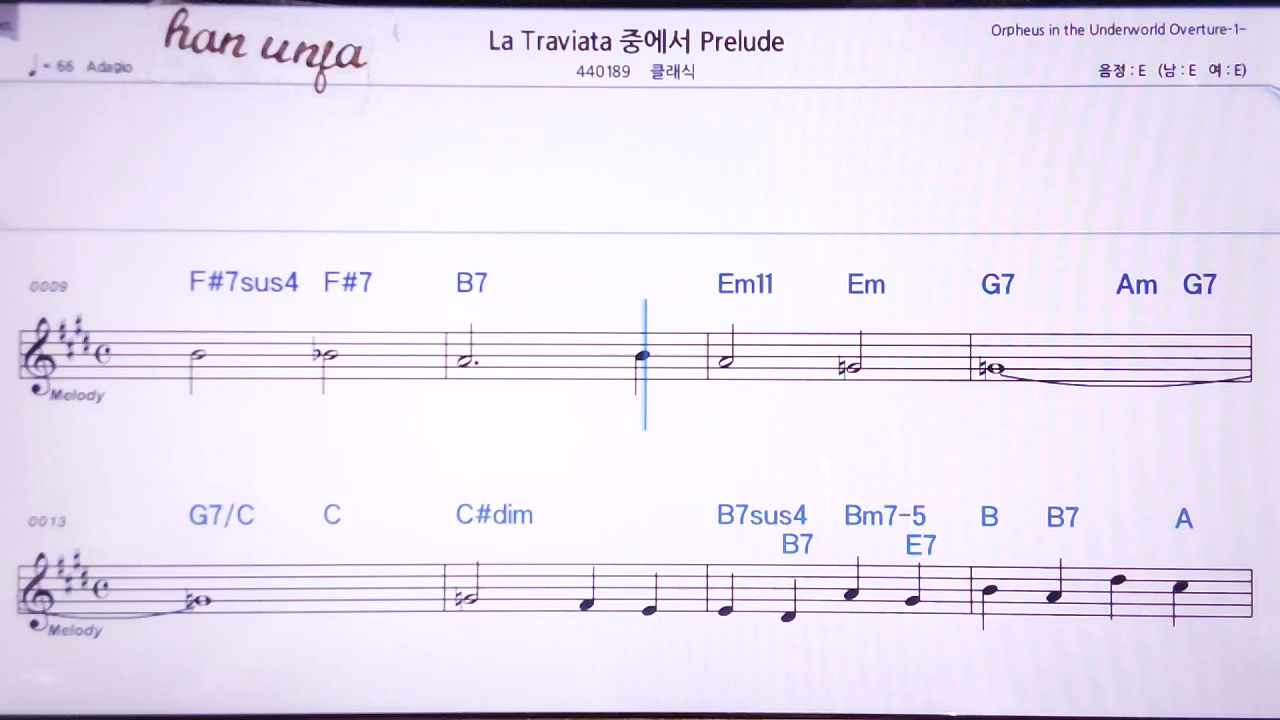 han unfa
La Traviata 중에서 Prelude
Orpheus in the Underworld Overture-1-
♩= 66 Adagio
440189 클래식
음정 : E (남 : E 여 : E)
0009 F#7sus4 F#7 B7 Em11 Em G7 Am G7
Melody
0013 G7/C C C#dim B7sus4 Bm7-5 B B7 A
B7 E7
Melody